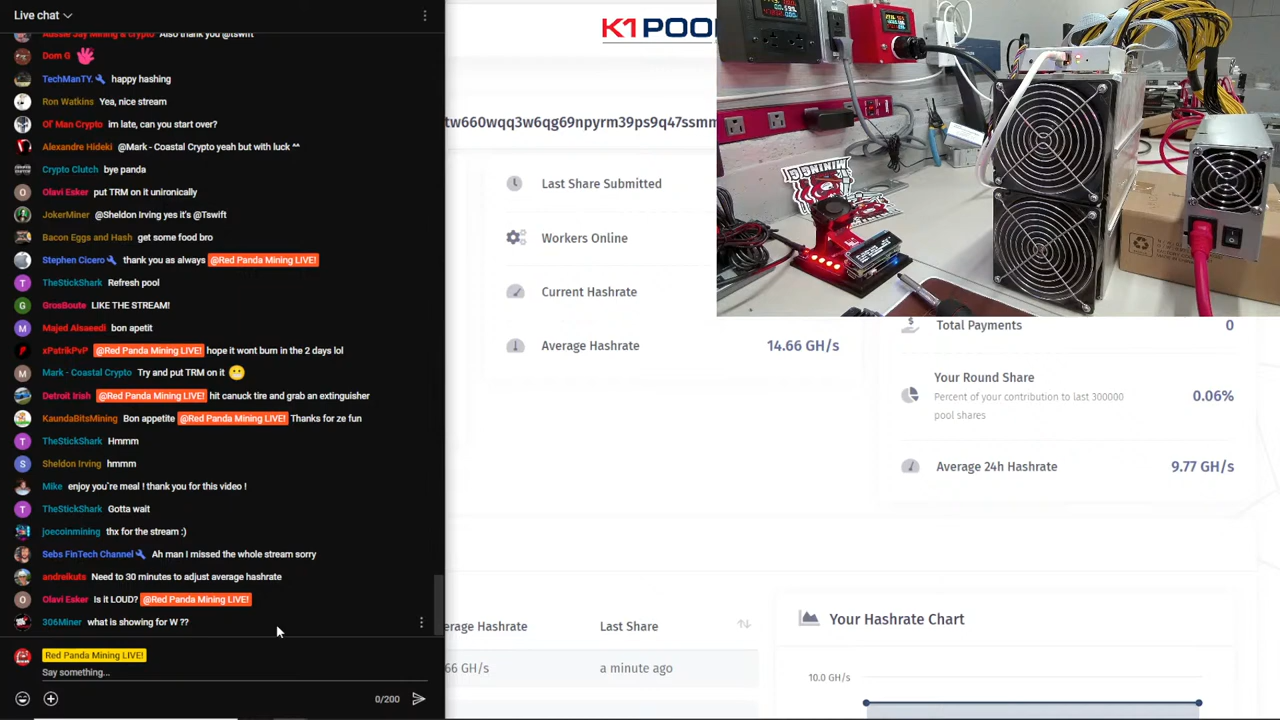 Live chat
Aussie Jay Mining & crypto Also thank you @tswift
Dom G
TechManTY. happy hashing
Ron Watkins Yea, nice stream
Ol' Man Crypto im late, can you start over?
Alexandre Hideki @Mark - Coastal Crypto yeah but with luck ^^
Crypto Clutch bye panda
Olavi Esker put TRM on it unironically
JokerMiner @Sheldon Irving yes it's @Tswift
Bacon Eggs and Hash get some food bro
Stephen Cicero thank you as always @Red Panda Mining LIVE!
TheStickShark Refresh pool
GrosBoute LIKE THE STREAM!
Majed Alsaeedi bon apetit
xPatrikPvP @Red Panda Mining LIVE! hope it wont burn in the 2 days lol
Mark - Coastal Crypto Try and put TRM on it
Detroit Irish @Red Panda Mining LIVE! hit canuck tire and grab an extinguisher
KaundaBitsMining Bon appetite @Red Panda Mining LIVE! Thanks for ze fun
TheStickShark Hmmm
Sheldon Irving hmmm
Mike enjoy you`re meal ! thank you for this video !
TheStickShark Gotta wait
joecoinmining thx for the stream :)
Sebs FinTech Channel Ah man I missed the whole stream sorry
andreikuts Need to 30 minutes to adjust average hashrate
Olavi Esker Is it LOUD? @Red Panda Mining LIVE!
306Miner what is showing for W ??
Red Panda Mining LIVE!
Say something...
0/200
K1POO
tw660wqq3w6qg69npyrm39ps9q47ssmm
Last Share Submitted
Workers Online
Current Hashrate
Average Hashrate 14.66 GH/s
Total Payments 0
Your Round Share
Percent of your contribution to last 300000
pool shares
0.06%
Average 24h Hashrate 9.77 GH/s
erage Hashrate Last Share
66 GH/s a minute ago
Your Hashrate Chart
10.0 GH/s
MINING